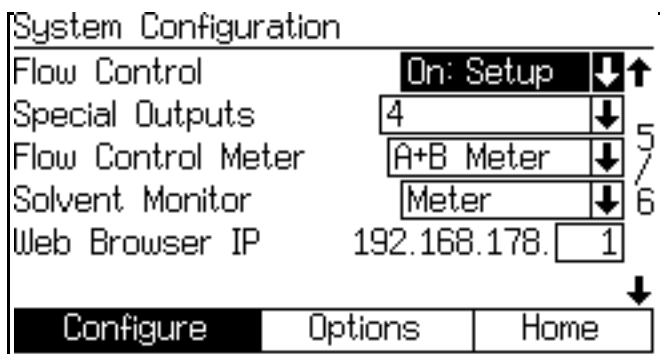 System Configuration
Flow Control On: Setup
Special Outputs 4
Flow Control Meter A+B Meter
Solvent Monitor Meter
Web Browser IP 192.168.178. 1
5/6
Configure Options Home